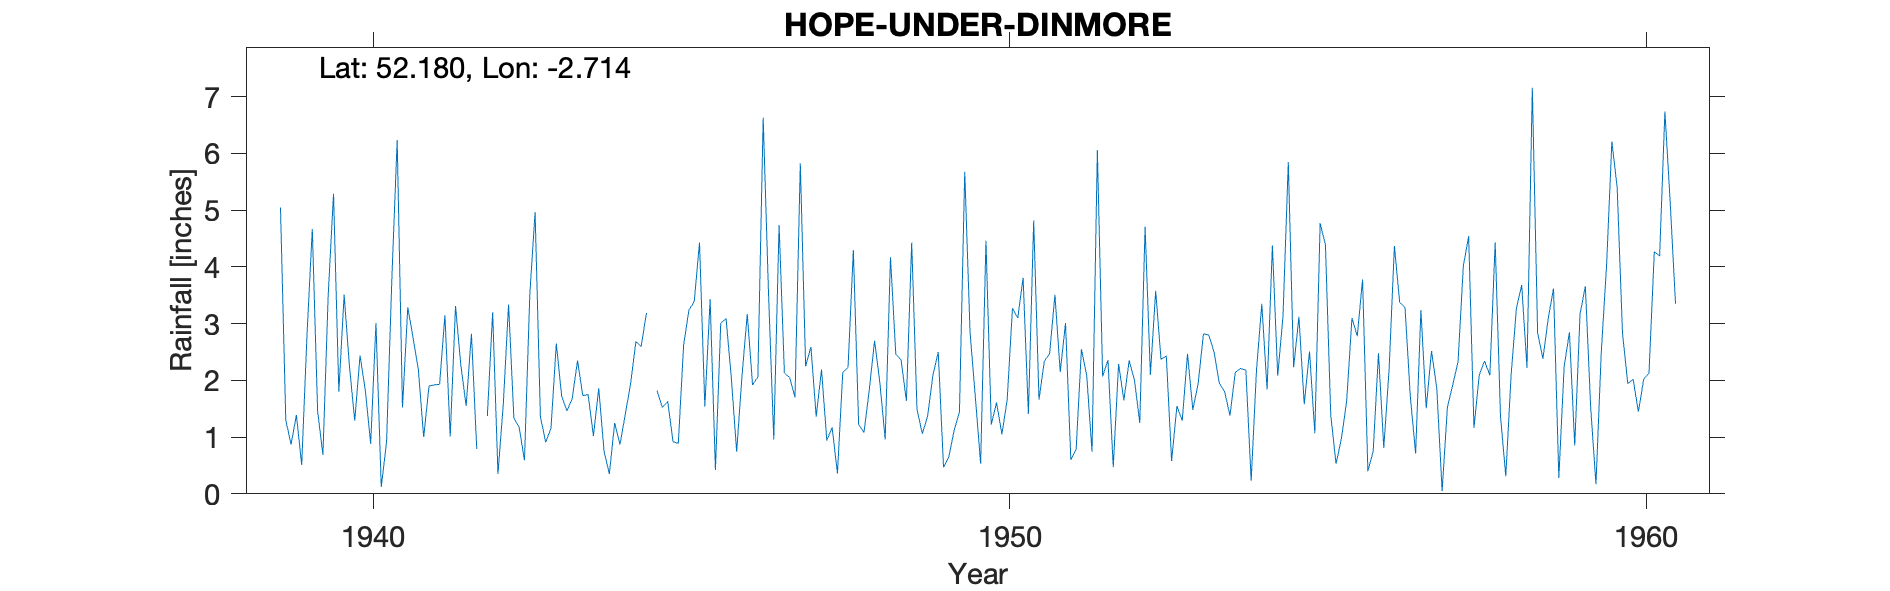 HOPE-UNDER-DINMORE
Lat: 52.180, Lon: -2.714
Rainfall [inches]
7
6
5
4
3
2
1
0
1940 1950 1960
Year